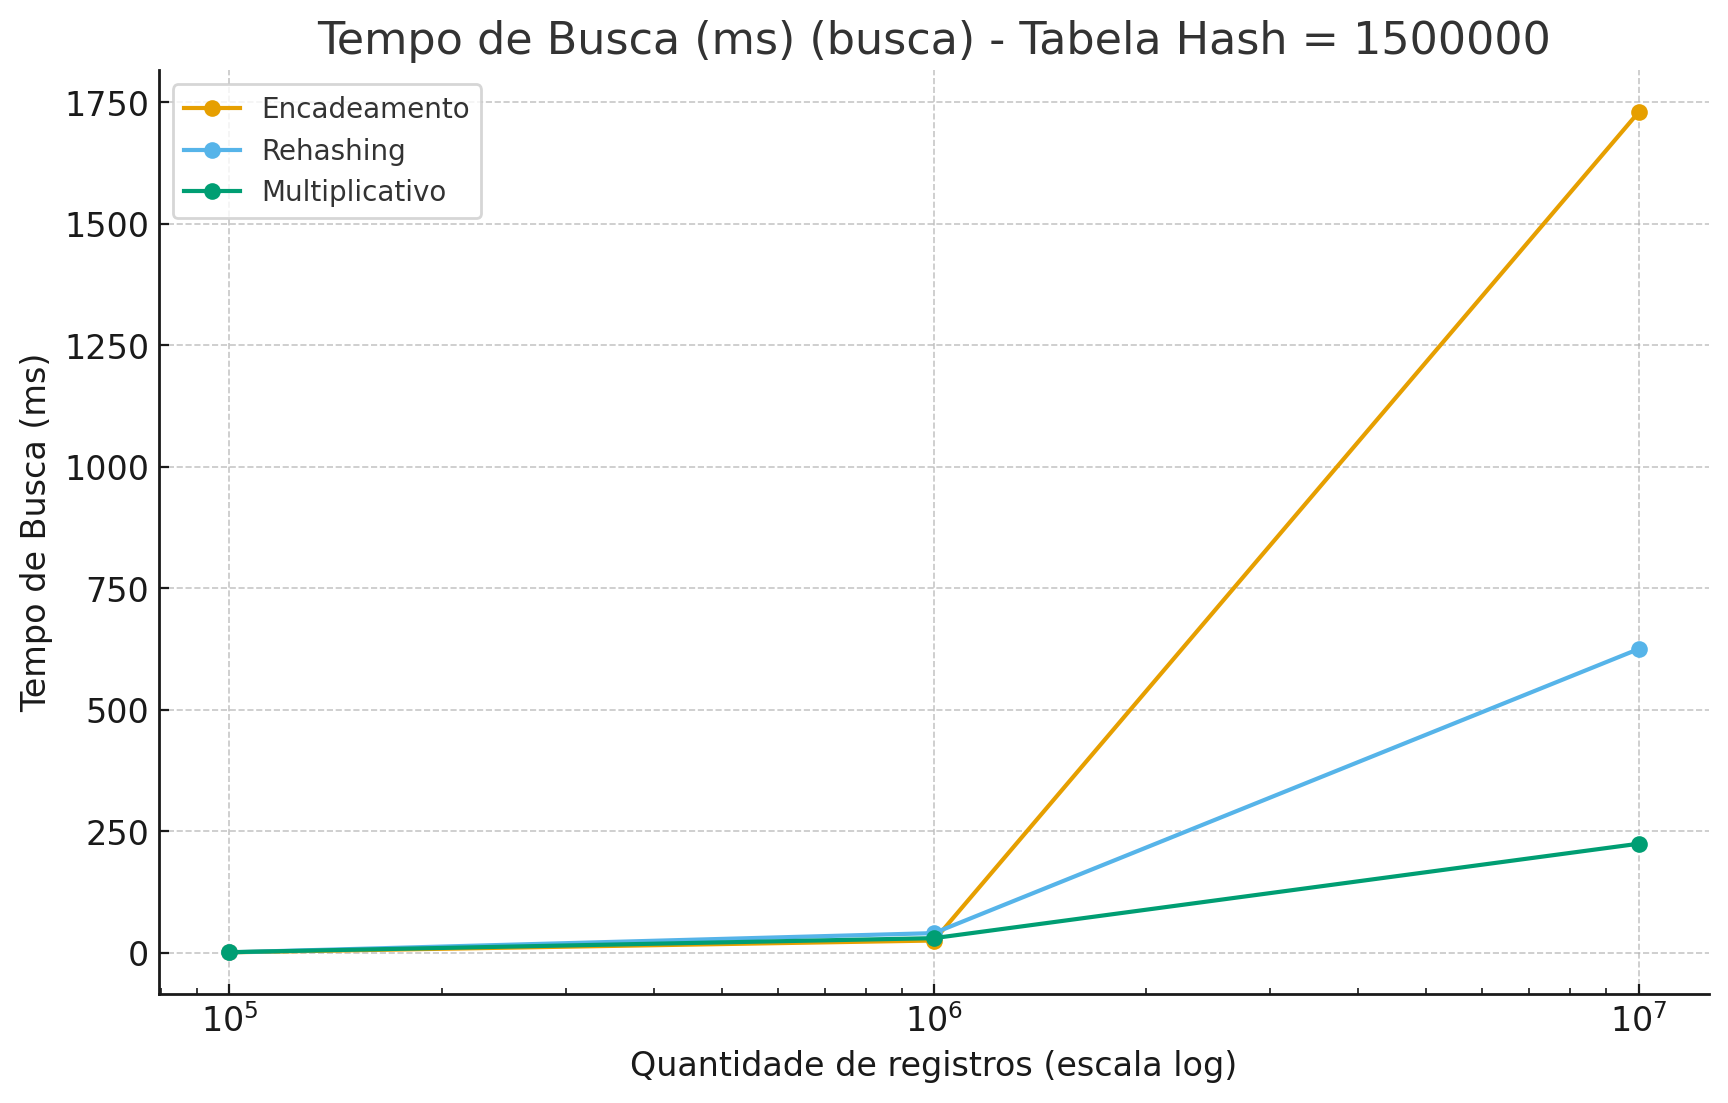 Tempo de Busca (ms) (busca) - Tabela Hash = 1500000
Encadeamento
Rehashing
Multiplicativo
Tempo de Busca (ms)
1750
1500
1250
1000
750
500
250
0
10⁵
10⁶
10⁷
Quantidade de registros (escala log)